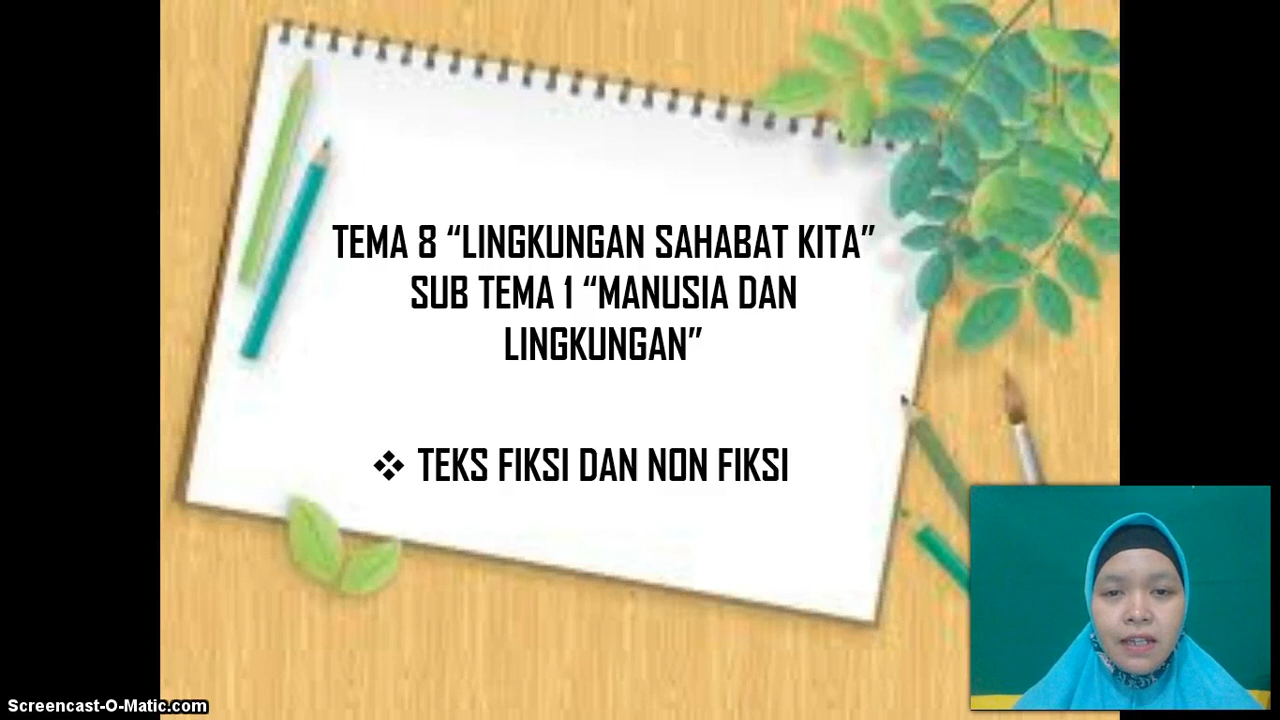 TEMA 8 “LINGKUNGAN SAHABAT KITA”
SUB TEMA 1 “MANUSIA DAN
LINGKUNGAN”
❖ TEKS FIKSI DAN NON FIKSI
Screencast-O-Matic.com